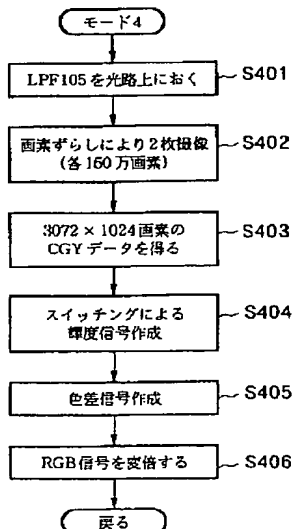 モード4
LPF105を光路上におく
S401
画素ずらしにより2枚撮像
(各150万画素)
S402
3072×1024画素の
CGYデータを得る
S403
スイッチングによる
輝度信号作成
S404
色差信号作成
S405
RGB信号を変倍する
S406
戻る